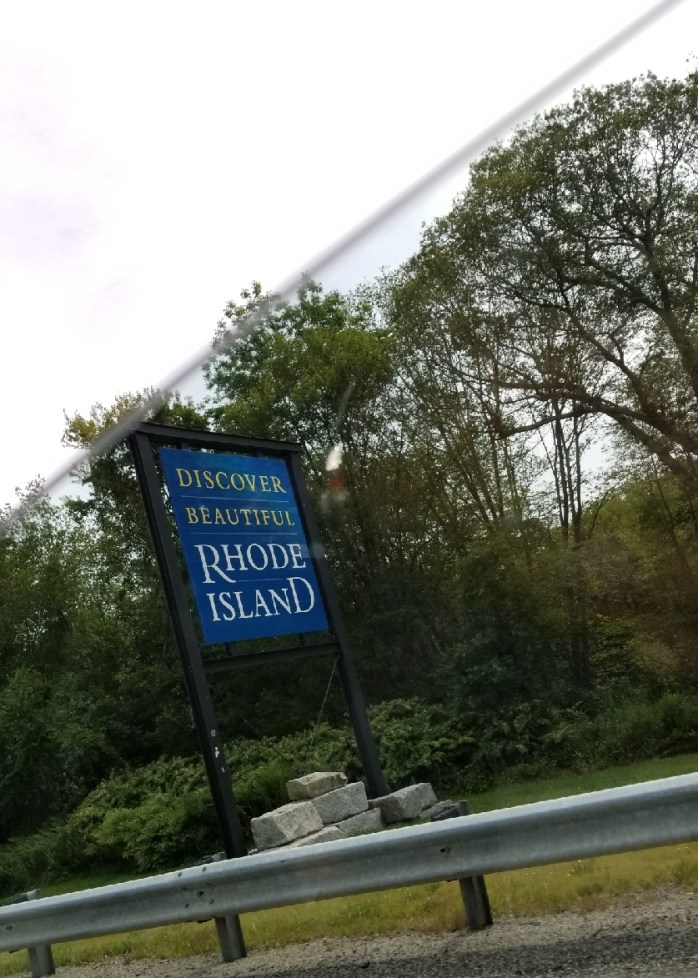 DISCOVER
BEAUTIFUL
RHODE
ISLAND